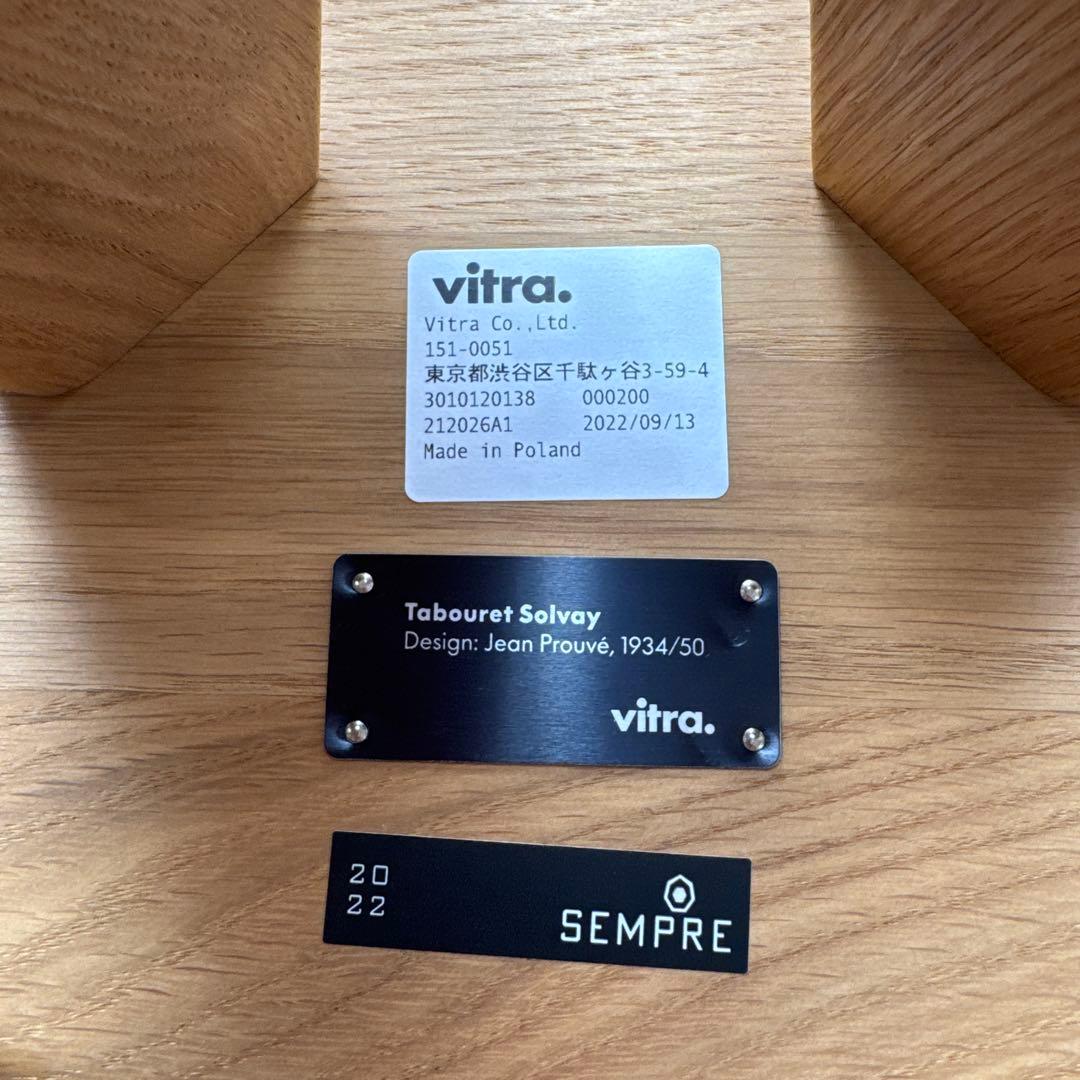 vitra.
Vitra Co.,Ltd.
151-0051
東京都渋谷区千駄ヶ谷3-59-4
3010120138 000200
212026A1 2022/09/13
Made in Poland
Tabouret Solvay
Design: Jean Prouvé, 1934/50
vitra.
20
22
SEMPRE